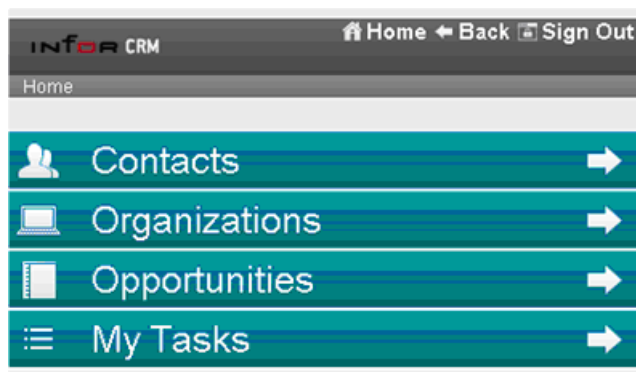 Infor CRM
Home Back Sign Out
Home
Contacts
Organizations
Opportunities
My Tasks